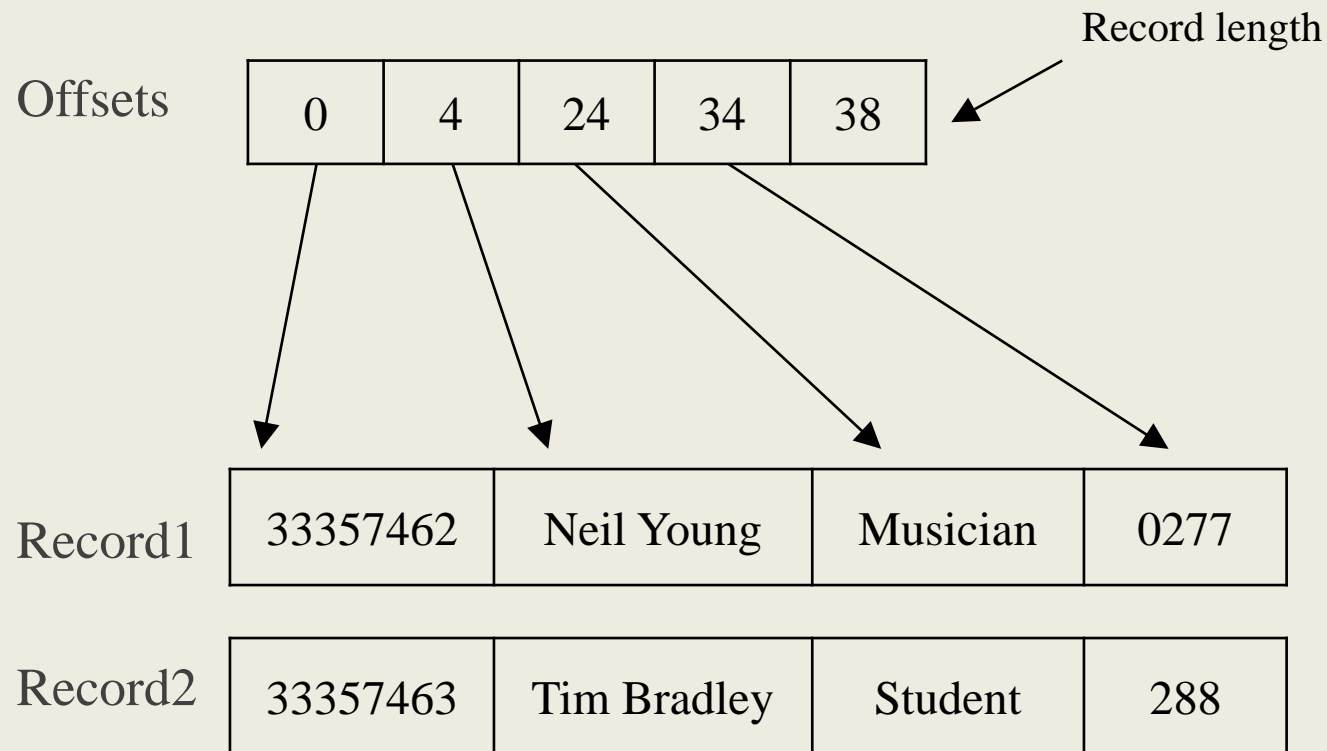 Record length
Offsets 0 4 24 34 38
Record1 33357462 Neil Young Musician 0277
Record2 33357463 Tim Bradley Student 288